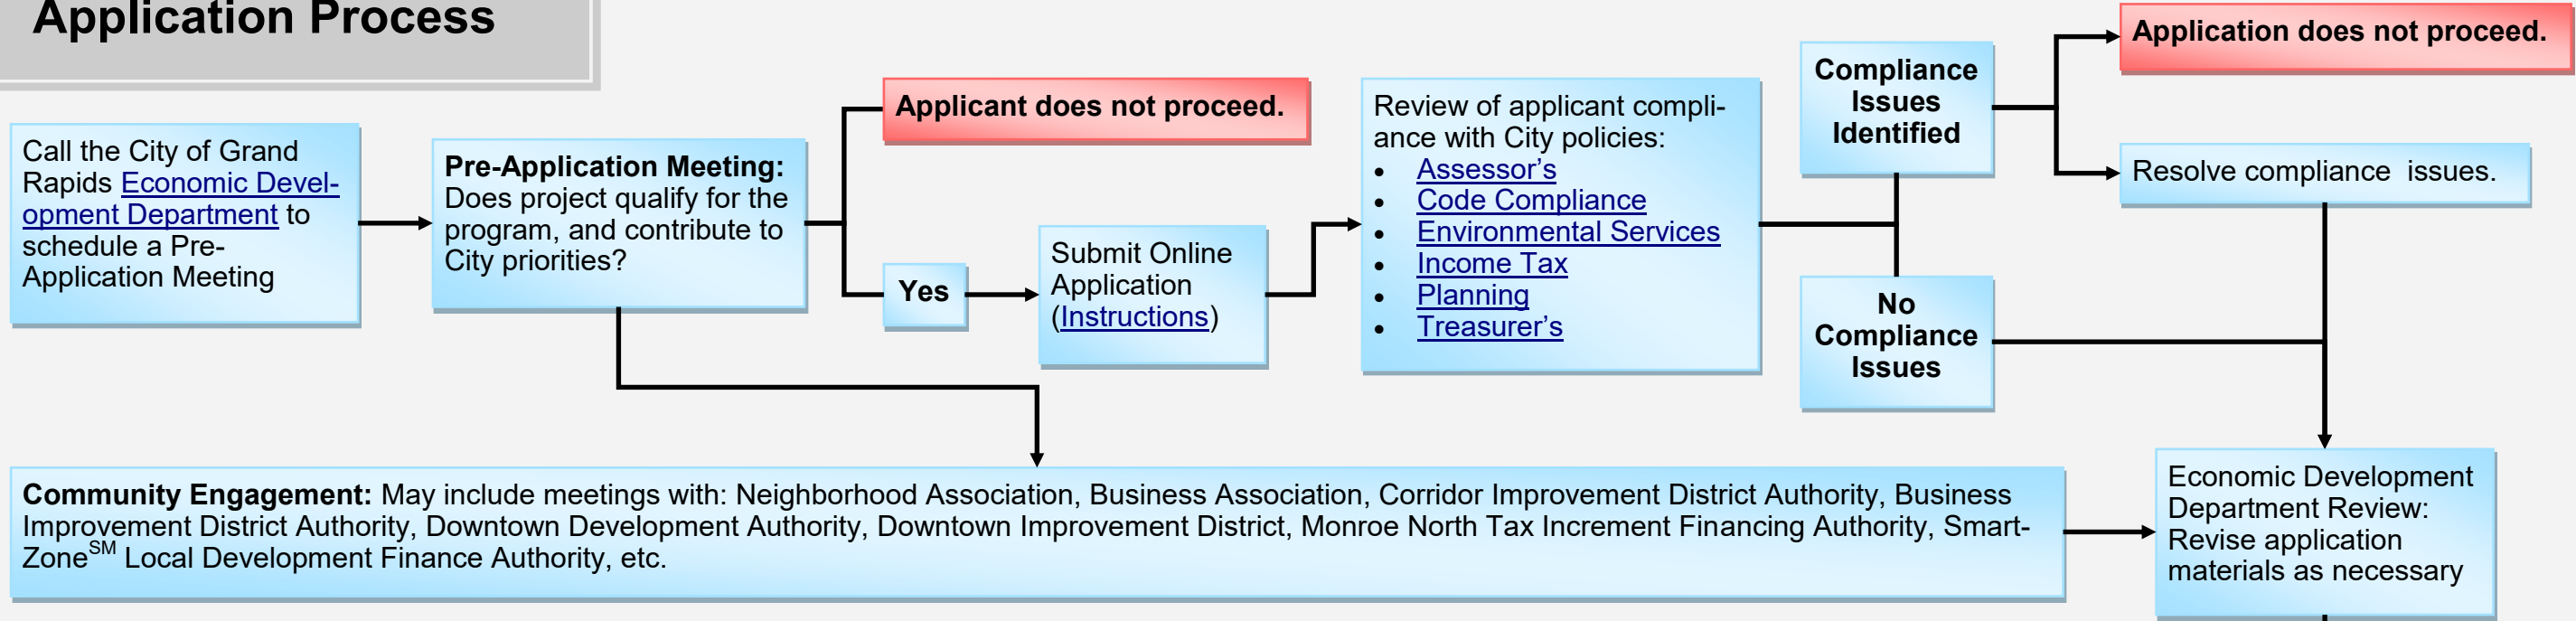 Application Process
Call the City of Grand
Rapids Economic Devel-
opment Department to
schedule a Pre-
Application Meeting
Pre-Application Meeting:
Does project qualify for the
program, and contribute to
City priorities?
Applicant does not proceed.
Yes
Submit Online
Application
(Instructions)
Review of applicant compli-
ance with City policies:
• Assessor’s
• Code Compliance
• Environmental Services
• Income Tax
• Planning
• Treasurer’s
Compliance
Issues
Identified
No
Compliance
Issues
Application does not proceed.
Resolve compliance  issues.
Community Engagement: May include meetings with: Neighborhood Association, Business Association, Corridor Improvement District Authority, Business
Improvement District Authority, Downtown Development Authority, Downtown Improvement District, Monroe North Tax Increment Financing Authority, Smart-
ZoneSM Local Development Finance Authority, etc.
Economic Development
Department Review:
Revise application
materials as necessary